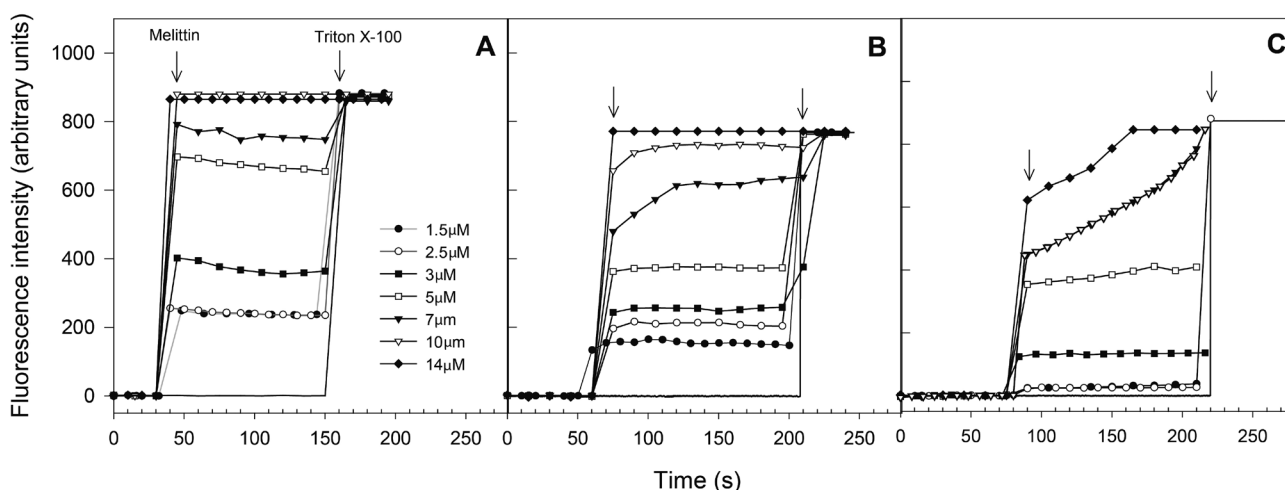 Melittin
Triton X-100
A
B
C
Fluorescence intensity (arbitrary units)
1000
800
600
400
200
0
1.5µM
2.5µM
3µM
5µM
7µm
10µm
14µM
0 50 100 150 200 250
0 50 100 150 200 250
0 50 100 150 200 250
Time (s)